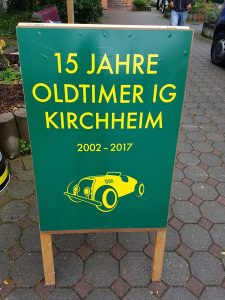 15 JAHRE
OLDTIMER IG
KIRCHHEIM
2002 – 2017